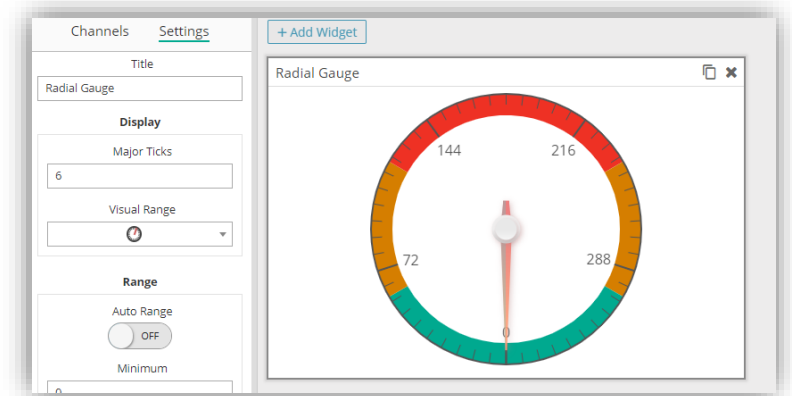 Channels Settings
+ Add Widget
Title
Radial Gauge
Radial Gauge
Display
Major Ticks
6
Visual Range
Range
Auto Range
OFF
Minimum
0
144 216
72 288
0